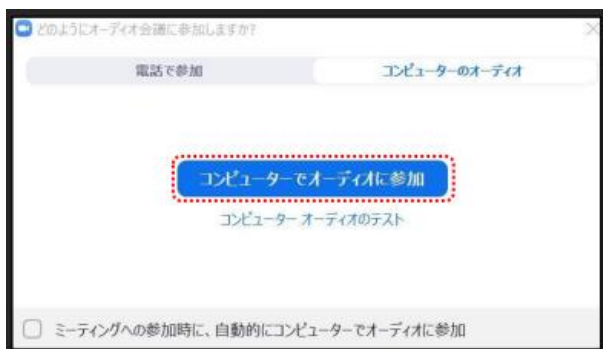 どのようにオーディオ会議に参加しますか?
電話で参加 コンピューターのオーディオ
コンピューターでオーディオに参加
コンピューター オーディオのテスト
ミーティングへの参加時に、自動的にコンピューターでオーディオに参加